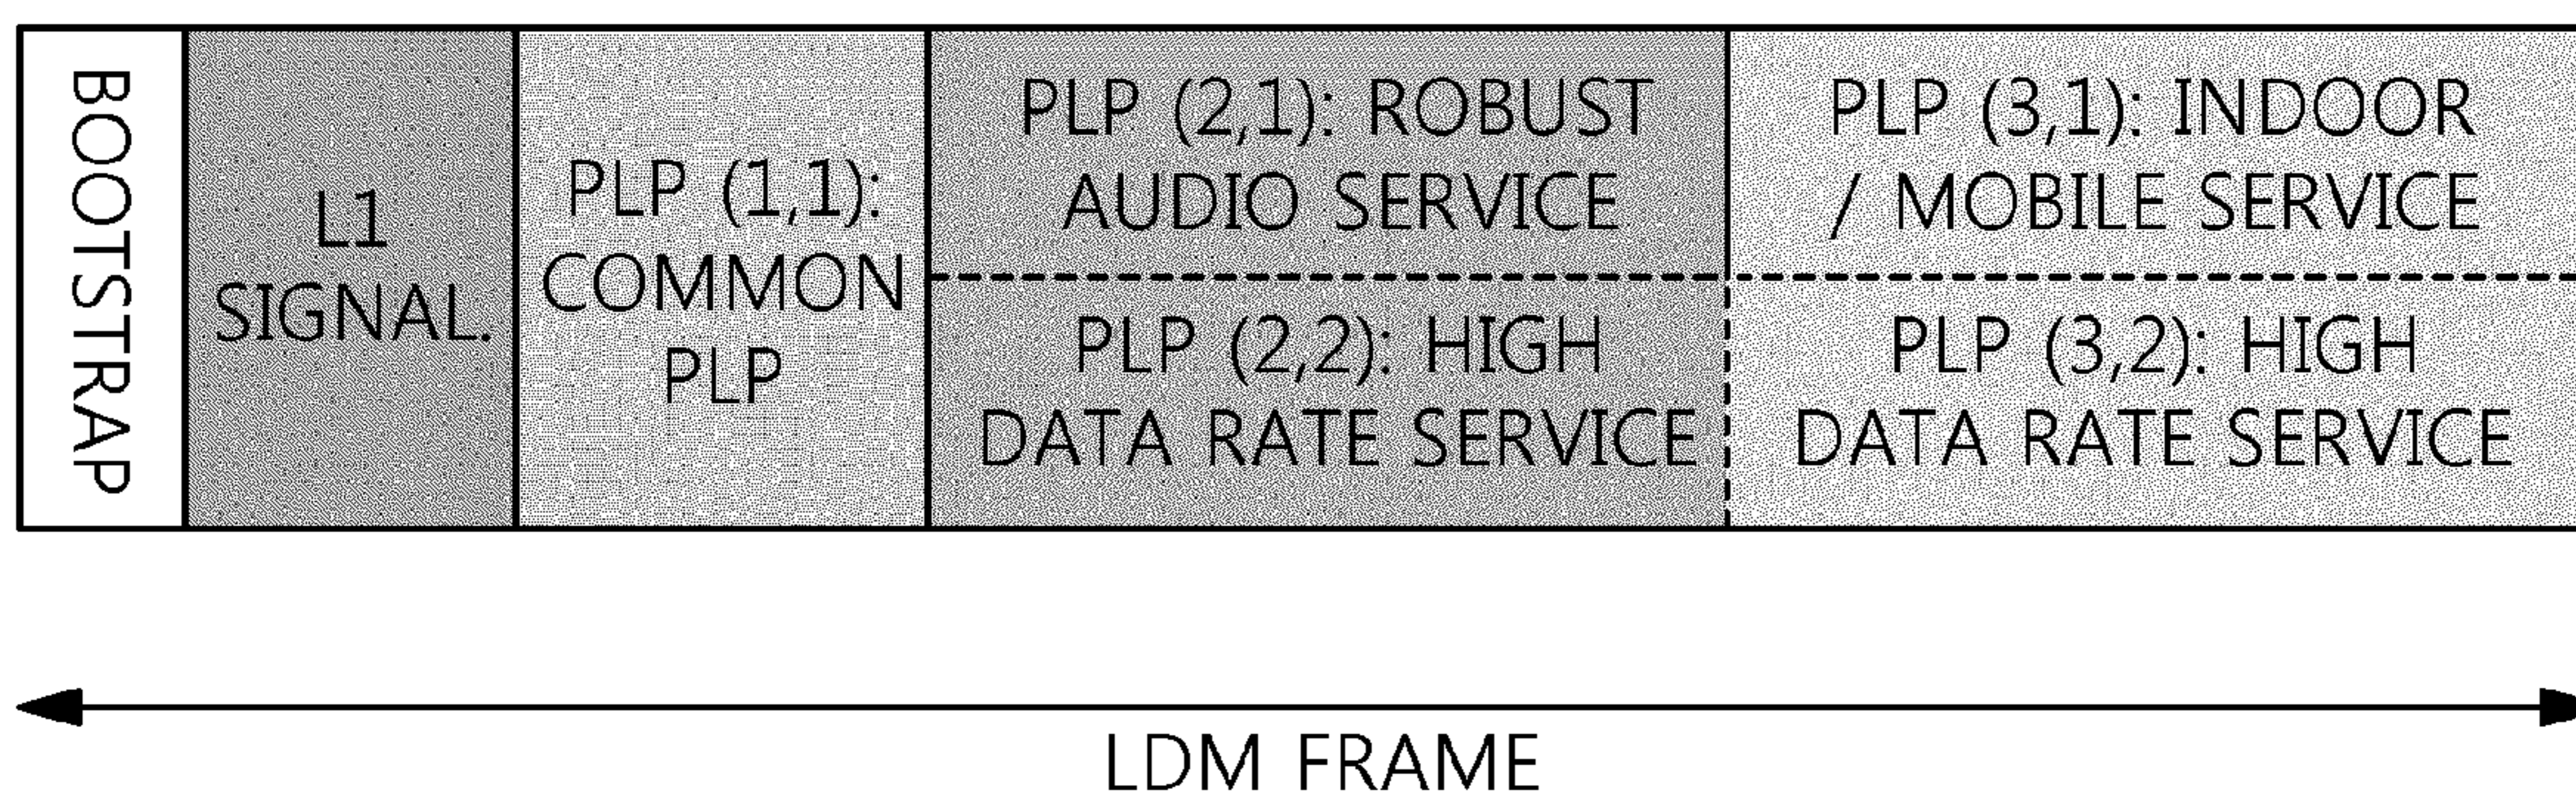 BOOTSTRAP
L1
SIGNAL.
PLP (1,1):
COMMON
PLP
PLP (2,1): ROBUST
AUDIO SERVICE
PLP (2,2): HIGH
DATA RATE SERVICE
PLP (3,1): INDOOR
/ MOBILE SERVICE
PLP (3,2): HIGH
DATA RATE SERVICE
LDM FRAME